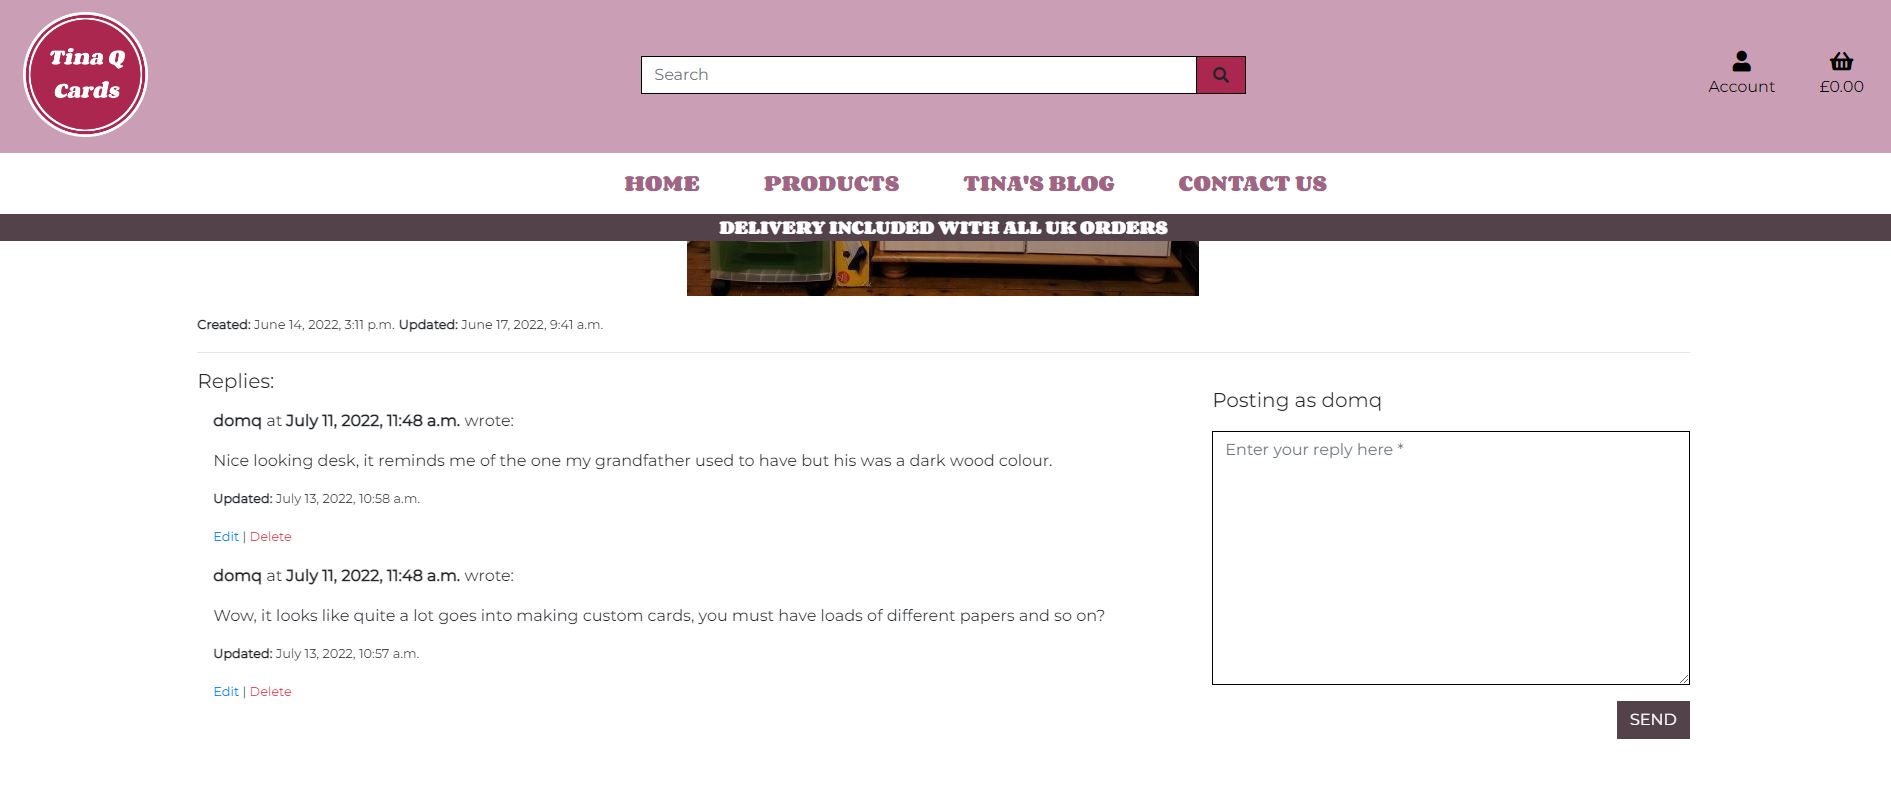 Tina Q
Cards
Search
Account
£0.00
HOME
PRODUCTS
TINA'S BLOG
CONTACT US
DELIVERY INCLUDED WITH ALL UK ORDERS
Created: June 14, 2022, 3:11 p.m. Updated: June 17, 2022, 9:41 a.m.
Replies:
domq at July 11, 2022, 11:48 a.m. wrote:
Nice looking desk, it reminds me of the one my grandfather used to have but his was a dark wood colour.
Updated: July 13, 2022, 10:58 a.m.
Edit | Delete
domq at July 11, 2022, 11:48 a.m. wrote:
Wow, it looks like quite a lot goes into making custom cards, you must have loads of different papers and so on?
Updated: July 13, 2022, 10:57 a.m.
Edit | Delete
Posting as domq
Enter your reply here *
SEND